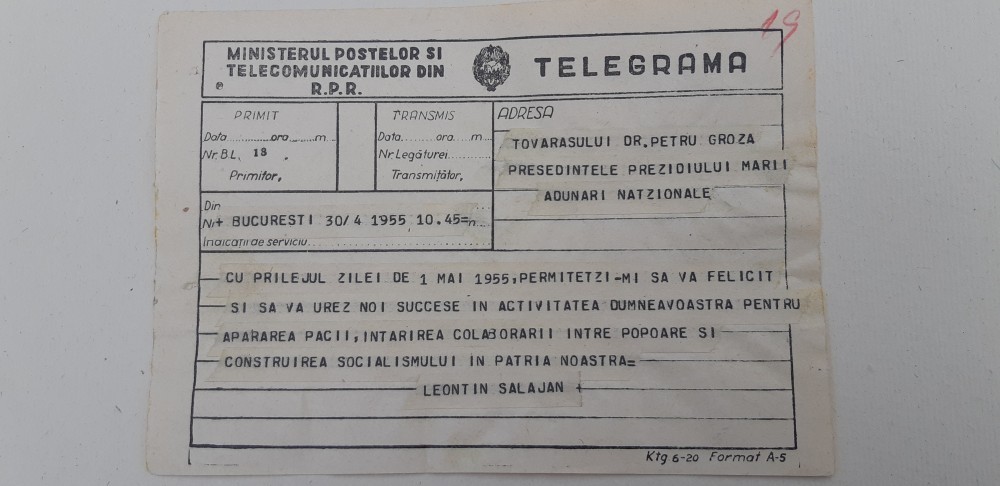 19
MINISTERUL POSTELOR SI
TELECOMUNICATIILOR DIN
R.P.R.
TELEGRAMA
PRIMIT
Data............ora.........m.
Nr.B.L. 18 .
Primitor,
TRANSMIS
Data..........ora.......m.
Nr.Legăturei............
Transmițător,
ADRESA
TOVARASULUI DR.PETRU GROZA
PRESEDINTELE PREZIDIULUI MARII
ADUNARI NATZIONALE
Din
Nr+ BUCURESTI 30/4 1955 10.45=n
Indicații de serviciu
CU PRILEJUL ZILEI DE 1 MAI 1955,PERMITETZI-MI SA VA FELICIT
SI SA VA UREZ NOI SUCCESE IN ACTIVITATEA DUMNEAVOASTRA PENTRU
APARAREA PACII,INTARIREA COLABORARII INTRE POPOARE SI
CONSTRUIREA SOCIALISMULUI IN PATRIA NOASTRA=
LEONTIN SALAJAN +
Ktg 6-20 Format A-5